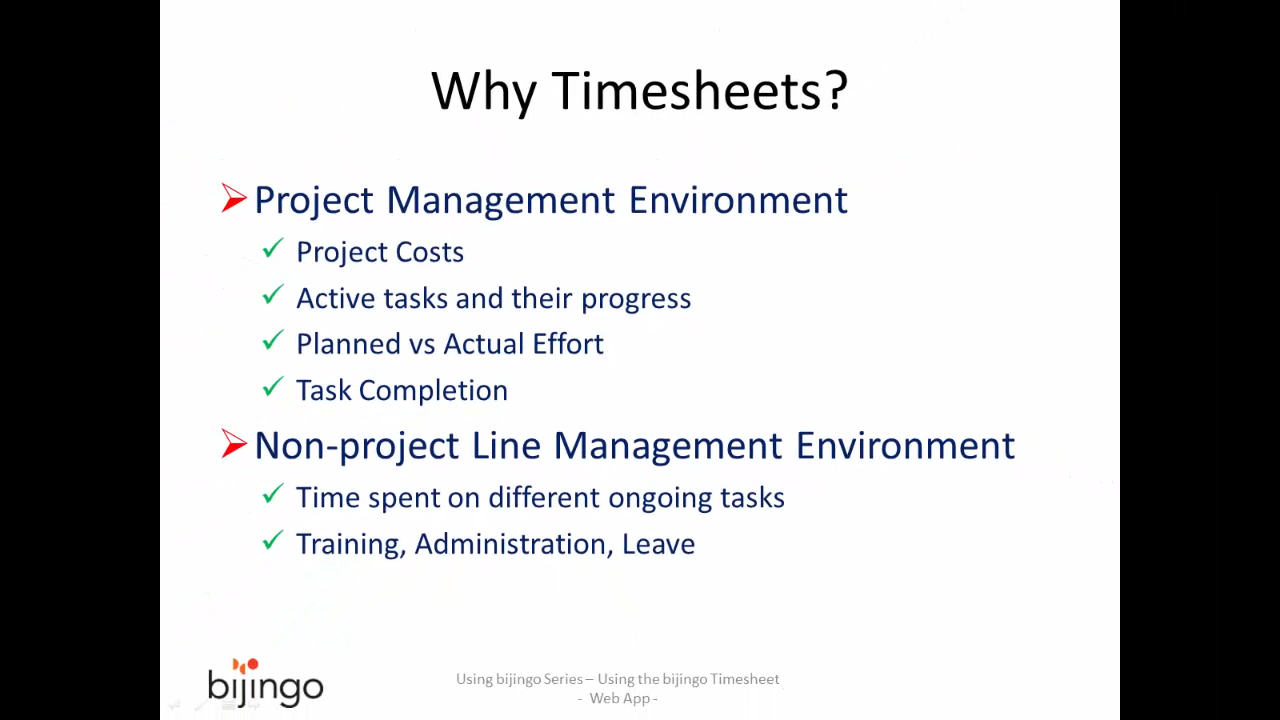 Why Timesheets?
Project Management Environment
Project Costs
Active tasks and their progress
Planned vs Actual Effort
Task Completion
Non-project Line Management Environment
Time spent on different ongoing tasks
Training, Administration, Leave
bijingo
Using bijingo Series – Using the bijingo Timesheet
- Web App -